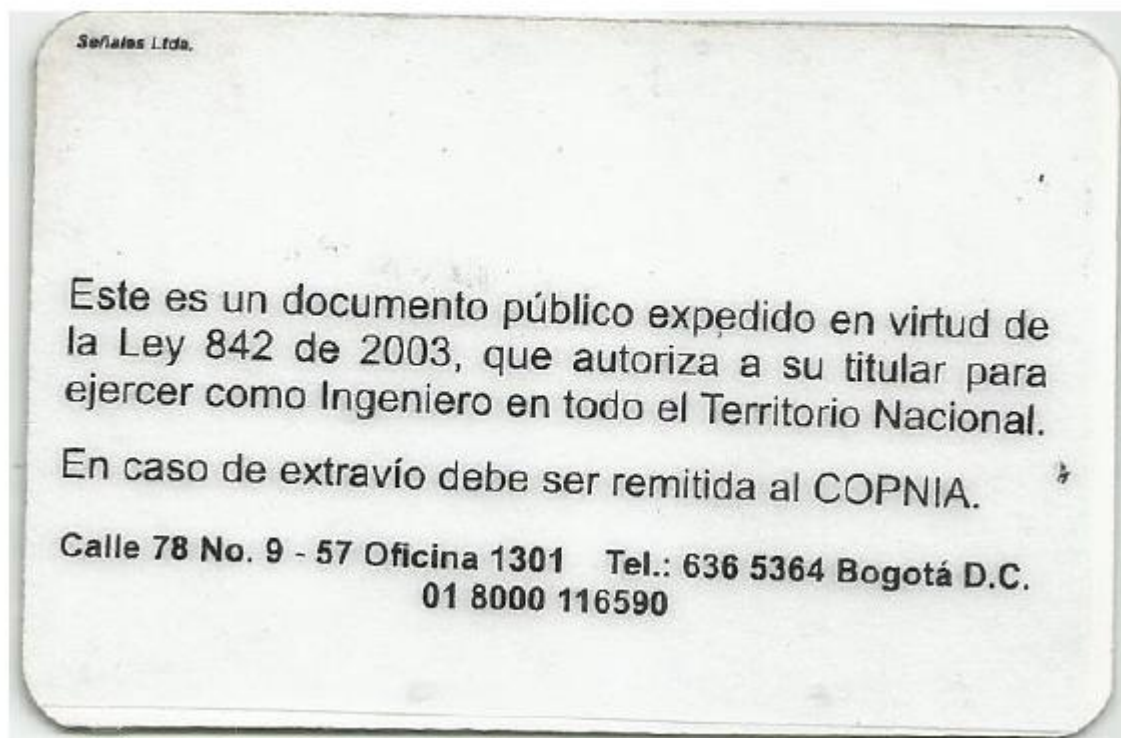 Señales Ltda.
Este es un documento público expedido en virtud de
la Ley 842 de 2003, que autoriza a su titular para
ejercer como Ingeniero en todo el Territorio Nacional.
En caso de extravío debe ser remitida al COPNIA.
Calle 78 No. 9 - 57 Oficina 1301 Tel.: 636 5364 Bogotá D.C.
01 8000 116590